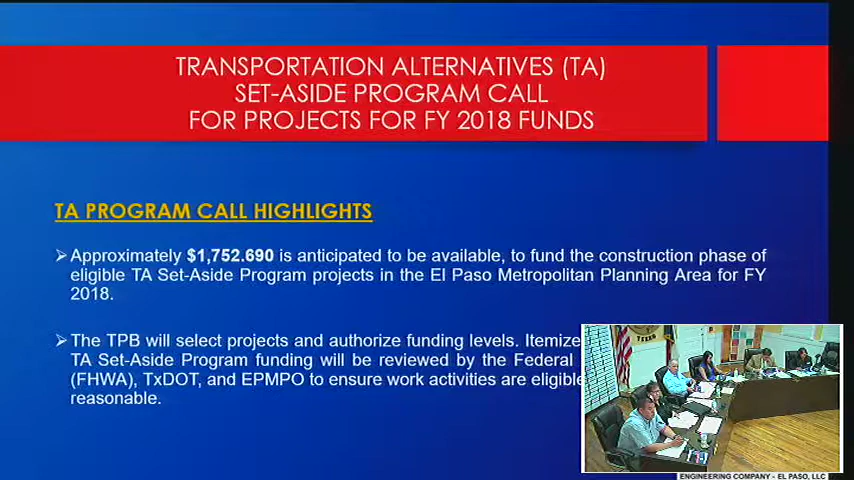 TRANSPORTATION ALTERNATIVES (TA)
SET-ASIDE PROGRAM CALL
FOR PROJECTS FOR FY 2018 FUNDS
TA PROGRAM CALL HIGHLIGHTS
➢Approximately $1,752.690 is anticipated to be available, to fund the construction phase of
eligible TA Set-Aside Program projects in the El Paso Metropolitan Planning Area for FY
2018.
➢The TPB will select projects and authorize funding levels. Itemize
TA Set-Aside Program funding will be reviewed by the Federal
(FHWA), TxDOT, and EPMPO to ensure work activities are eligible
reasonable.
TEXAS
ENGINEERING COMPANY - EL PASO, LLC